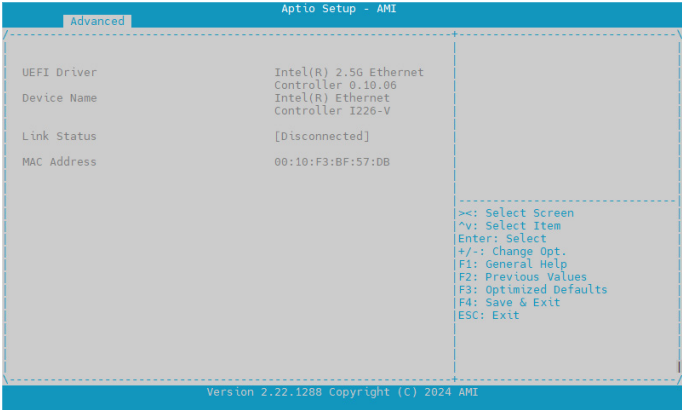 Aptio Setup - AMI
Advanced
UEFI Driver Intel(R) 2.5G Ethernet
Controller 0.10.06
Device Name Intel(R) Ethernet
Controller I226-V
Link Status [Disconnected]
MAC Address 00:10:F3:BF:57:DB
><: Select Screen
^v: Select Item
Enter: Select
+/-: Change Opt.
F1: General Help
F2: Previous Values
F3: Optimized Defaults
F4: Save & Exit
ESC: Exit
Version 2.22.1288 Copyright (C) 2024 AMI